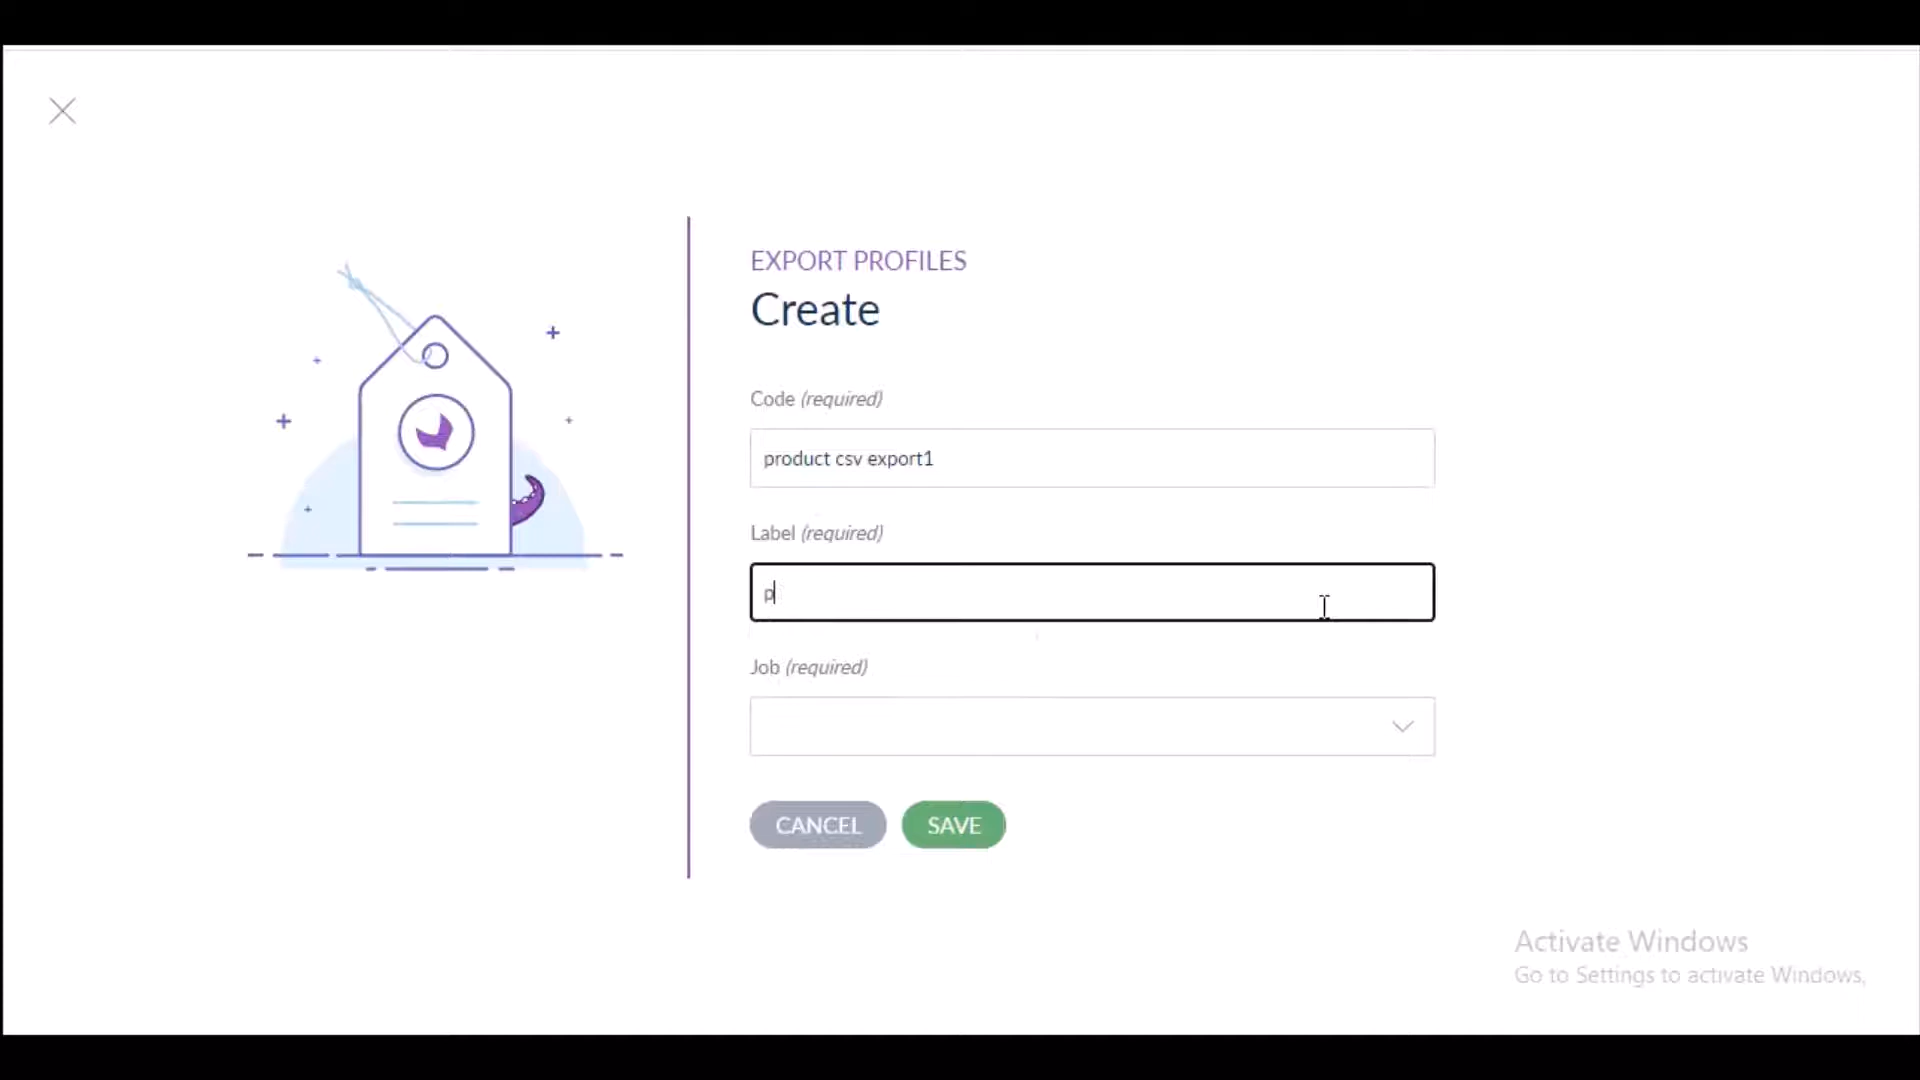 EXPORT PROFILES
Create
Code (required)
product csv export1
Label (required)
p
Job (required)
CANCEL SAVE
Activate Windows
Go to Settings to activate Windows.